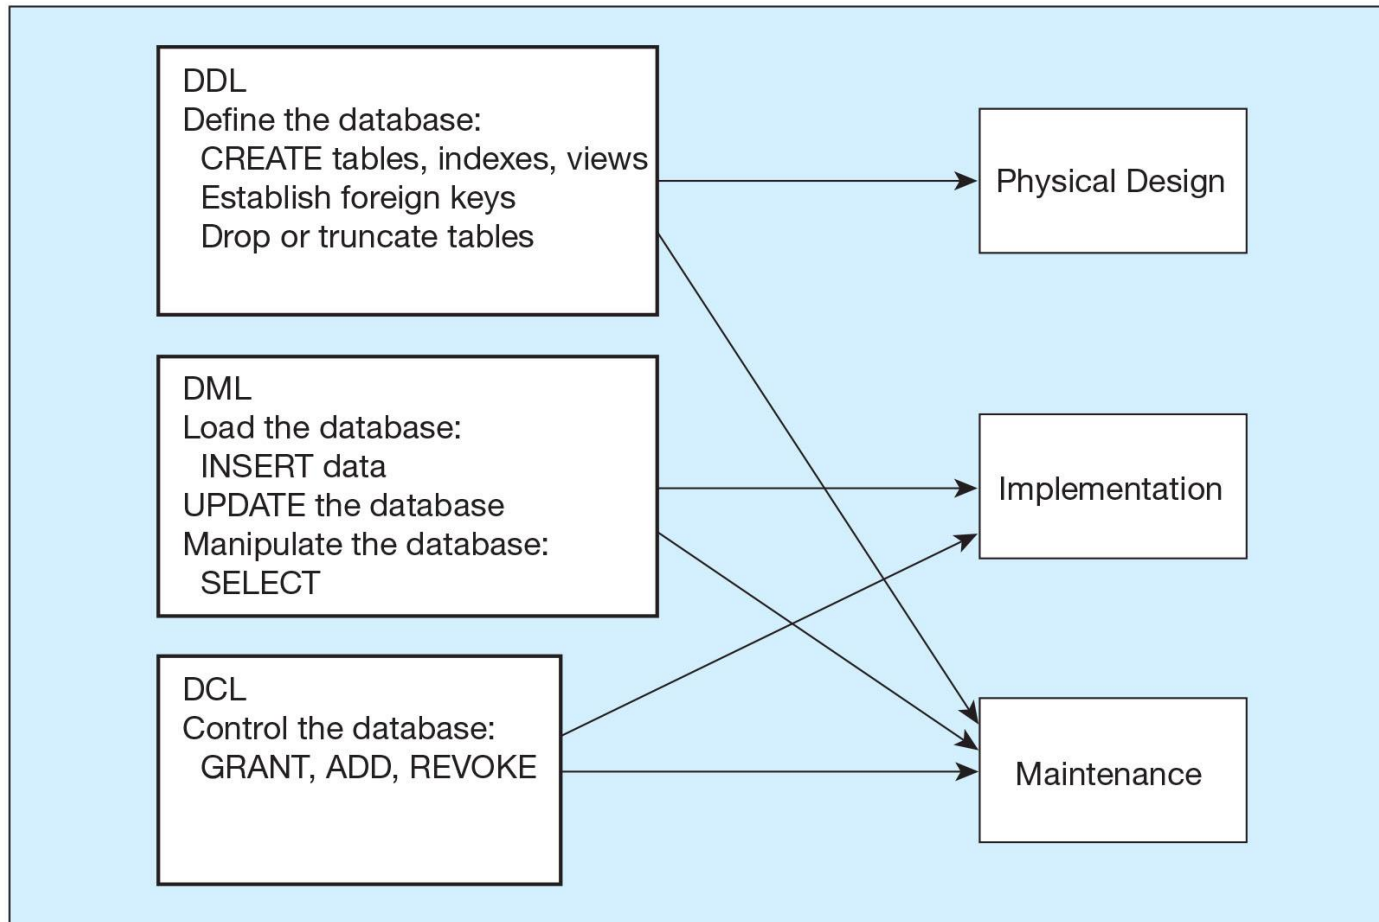 DDL
Define the database:
CREATE tables, indexes, views
Establish foreign keys
Drop or truncate tables
Physical Design
DML
Load the database:
INSERT data
UPDATE the database
Manipulate the database:
SELECT
Implementation
DCL
Control the database:
GRANT, ADD, REVOKE
Maintenance